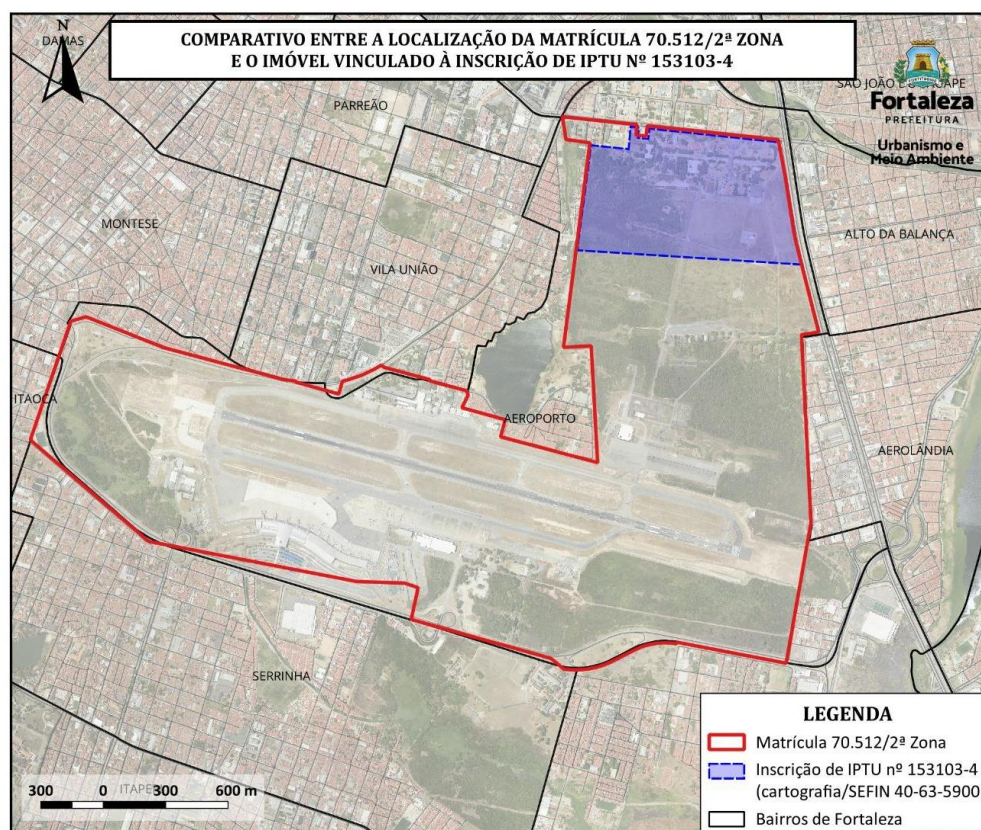 COMPARATIVO ENTRE A LOCALIZAÇÃO DA MATRÍCULA 70.512/2ª ZONA
E O IMÓVEL VINCULADO À INSCRIÇÃO DE IPTU Nº 153103-4
N
DAMAS
SÃO JOÃO
Fortaleza
PREFEITURA
Urbanismo e
Meio Ambiente
PARREÃO
MONTESE
ALTO DA BALANÇA
VILA UNIÃO
ITAOCA
AEROPORTO
AEROLÂNDIA
SERRINHA
LEGENDA
Matrícula 70.512/2ª Zona
Inscrição de IPTU nº 153103-4
(cartografia/SEFIN 40-63-5900
Bairros de Fortaleza
300 0 300 600 m